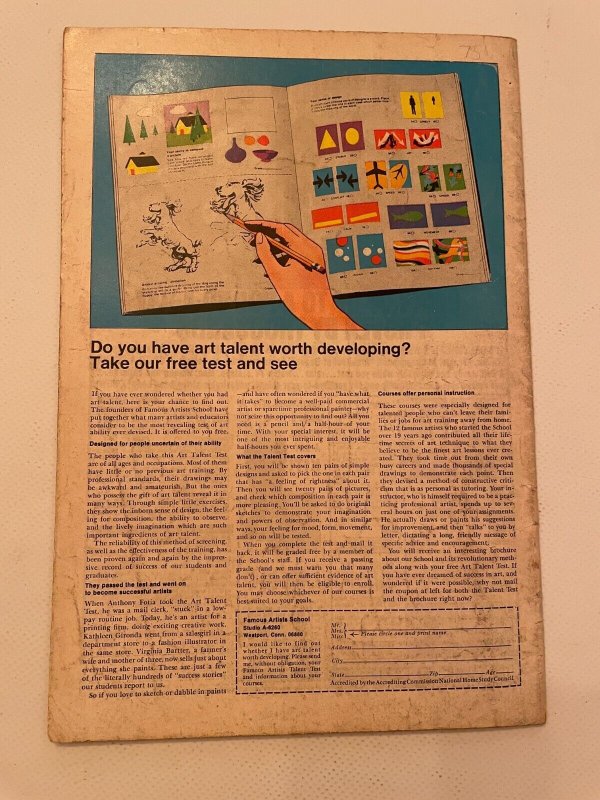 Do you have art talent worth developing?
Take our free test and see
If you have ever wondered whether you had
art talent, here is your chance to find out.
The founders of Famous Artists School have
put together what many artists and educators
consider to be the most revealing test of art
ability ever devised. It is offered to you free.
Designed for people uncertain of their ability
The people who take this Art Talent Test
are of all ages and occupations. Most of them
have little or no previous art training. By
professional standards, their drawings may
be awkward and amateurish. But the ones
who possess the gift of art talent reveal it in
many ways. Through simple little exercises,
they show the inborn sense of design, the feel-
ing for composition, the ability to observe,
and the lively imagination which are such
important ingredients of art talent.
The reliability of this method of screening,
as well as the effectiveness of the training, has
been proven again and again by the impres-
sive record of success of our students and
graduates.
They passed the test and went on
to become successful artists
When Anthony Fotia took the Art Talent
Test, he was a mail clerk, "stuck" in a low-
pay routine job. Today, he's an artist for a
printing firm, doing exciting creative work.
Kathleen Gironda went from a salesgirl in a
department store to a fashion illustrator in
the same store. Virginia Bartter, a farmer's
wife and mother of three, now sells just about
everything she paints. These are just a few
of the literally hundreds of "success stories"
our students report to us.
So if you love to sketch or dabble in paints
—and have often wondered if you "have what
it takes" to become a well-paid commercial
artist or sparetime professional painter—why
not seize this opportunity to find out? All you
need is a pencil and a half-hour of your
time. With your special interest, it will be
one of the most intriguing and enjoyable
half-hours you ever spent.
What the Talent Test covers
First, you will be shown ten pairs of simple
designs and asked to pick the one in each pair
that has "a feeling of rightness" about it.
Then you will see twenty pairs of pictures,
and check which composition in each pair is
more pleasing. You'll be asked to do original
sketches to demonstrate your imagination
and powers of observation. And in similar
ways, your feeling for mood, form, movement,
and so on will be tested.
When you complete the test and mail it
back, it will be graded free by a member of
the School's staff. If you receive a passing
grade (and we must warn you that many
don't), or can offer sufficient evidence of art
talent, you will then be eligible to enroll.
You may choose whichever of our courses is
best suited to your goals.
Courses offer personal instruction
These courses were especially designed for
talented people who can't leave their fami-
lies or jobs for art training away from home.
The 12 famous artists who started the School
over 19 years ago contributed all their life-
time secrets of art technique to what they
believe to be the finest art lessons ever cre-
ated. They took time out from their own
busy careers and made thousands of special
drawings to demonstrate each point. Then
they devised a method of constructive criti-
cism that is as personal as tutoring. Your in-
structor, who is himself required to be a prac-
ticing professional artist, spends up to sev-
eral hours on just one of your assignments.
He actually draws or paints his suggestions
for improvement, and then "talks" to you by
letter, dictating a long, friendly message of
specific advice and encouragement.
You will receive an interesting brochure
about our School and its revolutionary meth-
ods along with your free Art Talent Test. If
you have ever dreamed of success in art, and
wondered if it were possible, why not mail
the coupon at left for both the Talent Test
and the brochure right now?
Famous Artists School
Studio A-6260
Westport, Conn. 06880
I would like to find out
whether I have art talent
worth developing. Please send
me, without obligation, your
Famous Artists Talent Test
and information about your
courses.
Mr.
Mrs. Please circle one and print name
Miss
Address
City
State Zip Age
Accredited by the Accrediting Commission National Home Study Council